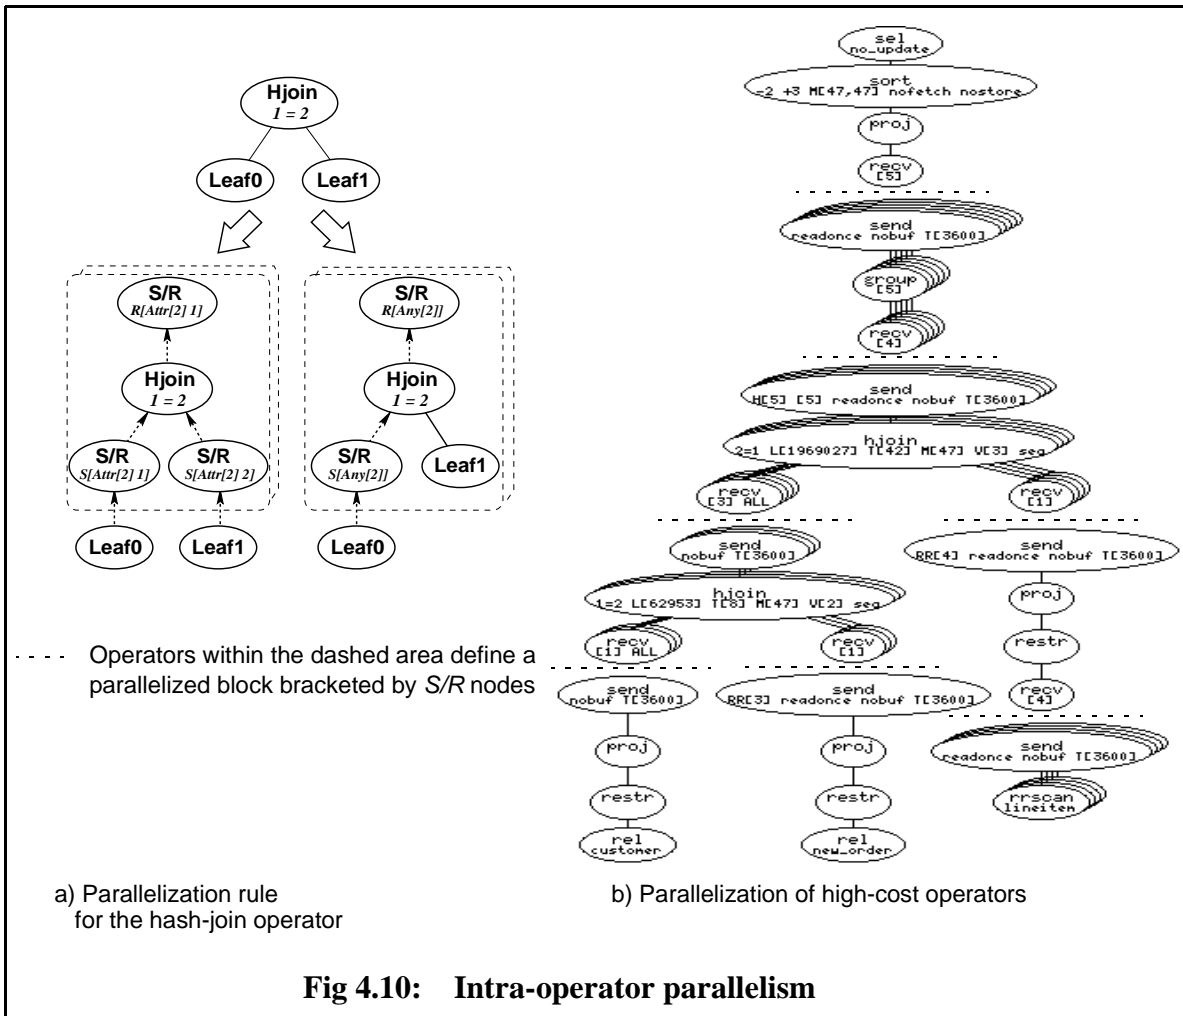 Hjoin
1 = 2
Leaf0
Leaf1
S/R
R[Attr[2] 1]
Hjoin
1 = 2
S/R
S[Attr[2] 1]
S/R
S[Attr[2] 2]
Leaf0
Leaf1
S/R
R[Any[2]]
Hjoin
1 = 2
S/R
S[Any[2]]
Leaf1
Leaf0
Operators within the dashed area define a
parallelized block bracketed by S/R nodes
a) Parallelization rule
for the hash-join operator
sel
no_update
sort
-2 +3 M[47,47] nofetch nostore
proj
recv
[5]
send
readonce nobuf T[3600]
group
[5]
recv
[4]
send
H[5] [5] readonce nobuf T[3600]
hjoin
2=1 L[1969027] T[42] M[47] V[3] seq
recv
[3] ALL
recv
[1]
send
nobuf T[3600]
hjoin
1=2 L[62953] T[8] M[47] V[2] seq
recv
[1] ALL
recv
[1]
send
nobuf T[3600]
proj
restr
rel
customer
send
RR[3] readonce nobuf T[3600]
proj
restr
rel
new_order
send
RR[4] readonce nobuf T[3600]
proj
restr
recv
[4]
send
readonce nobuf T[3600]
rrscan
lineitem
b) Parallelization of high-cost operators
Fig 4.10: Intra-operator parallelism